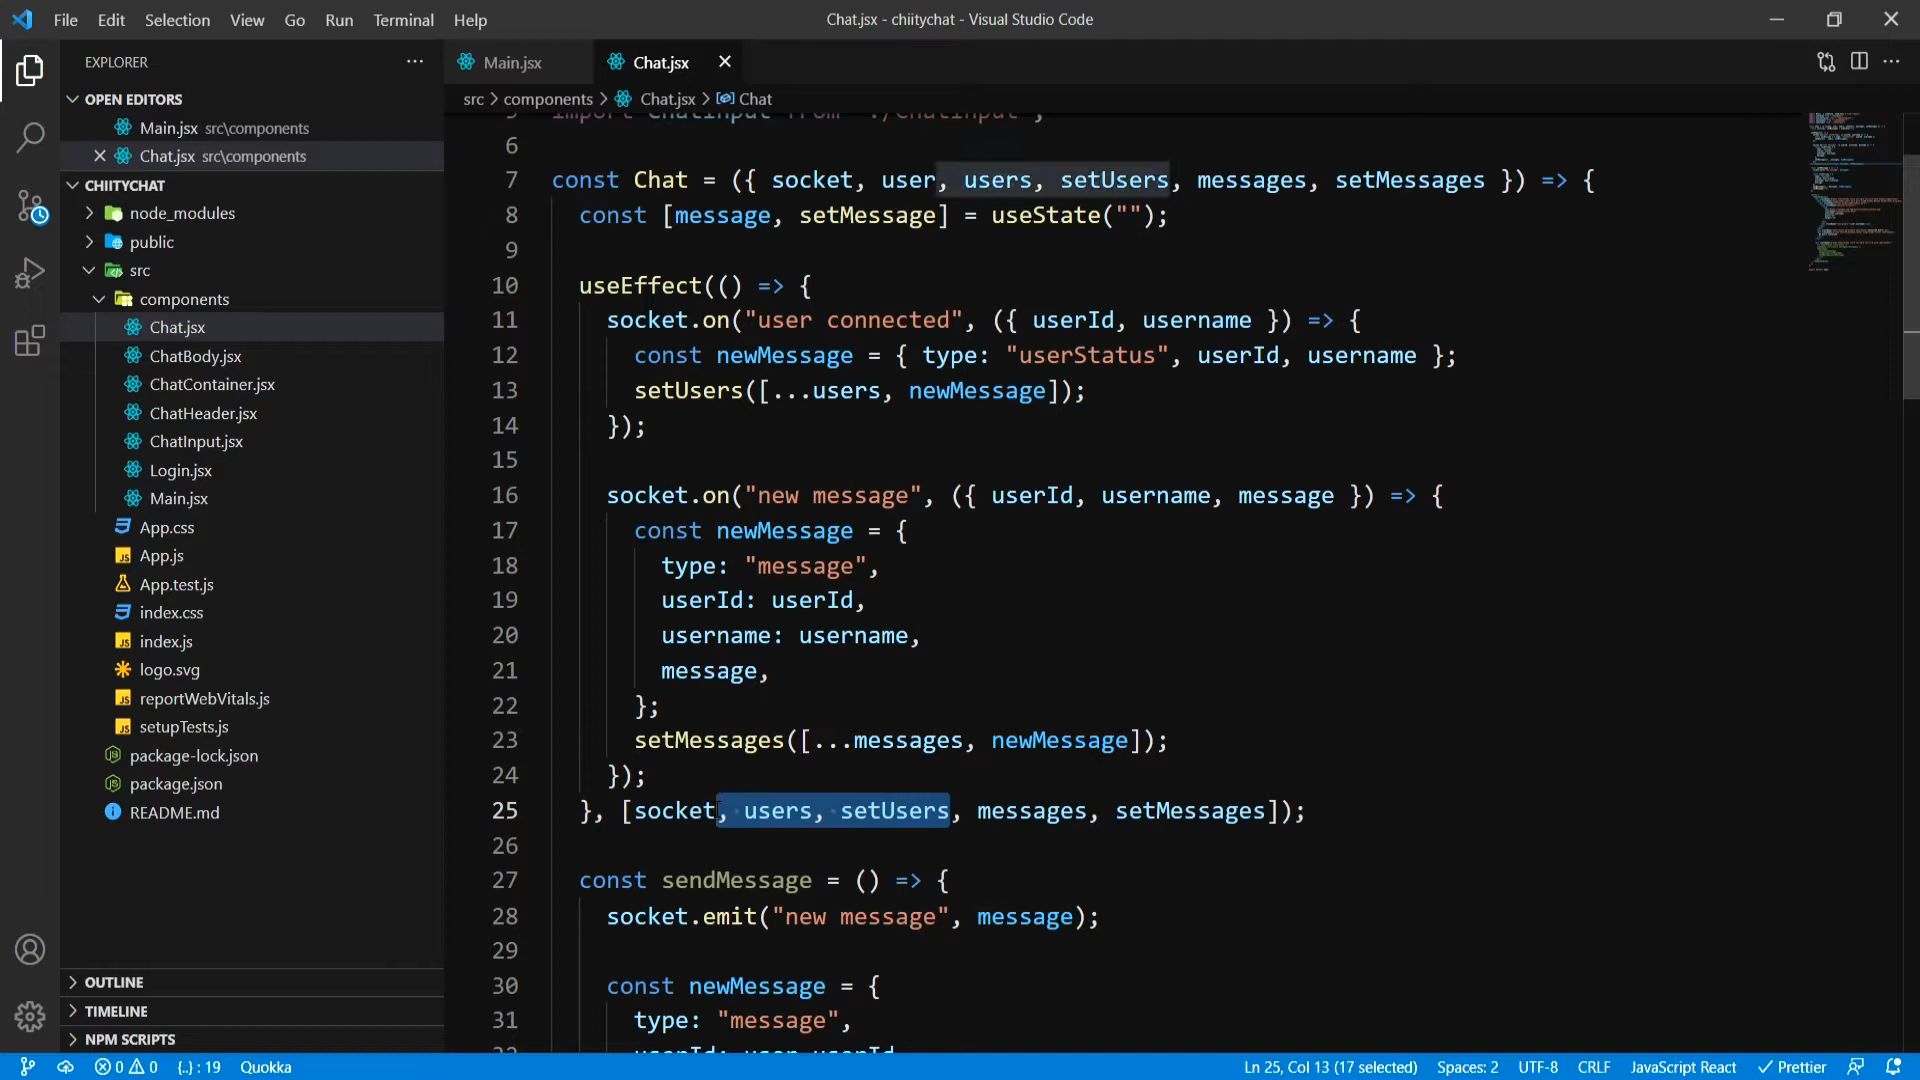 File Edit Selection View Go Run Terminal Help
Chat.jsx - chiitychat - Visual Studio Code
EXPLORER
OPEN EDITORS
Main.jsx src\components
Chat.jsx src\components
CHIITYCHAT
node_modules
public
src
components
Chat.jsx
ChatBody.jsx
ChatContainer.jsx
ChatHeader.jsx
ChatInput.jsx
Login.jsx
Main.jsx
App.css
App.js
App.test.js
index.css
index.js
logo.svg
reportWebVitals.js
setupTests.js
package-lock.json
package.json
README.md
OUTLINE
TIMELINE
NPM SCRIPTS
Main.jsx Chat.jsx
src > components > Chat.jsx > Chat
5 import ChatInput from "./ChatInput";
6
7 const Chat = ({ socket, user, users, setUsers, messages, setMessages }) => {
8 const [message, setMessage] = useState("");
9
10 useEffect(() => {
11 socket.on("user connected", ({ userId, username }) => {
12 const newMessage = { type: "userStatus", userId, username };
13 setUsers([...users, newMessage]);
14 });
15
16 socket.on("new message", ({ userId, username, message }) => {
17 const newMessage = {
18 type: "message",
19 userId: userId,
20 username: username,
21 message,
22 };
23 setMessages([...messages, newMessage]);
24 });
25 }, [socket, users, setUsers, messages, setMessages]);
26
27 const sendMessage = () => {
28 socket.emit("new message", message);
29
30 const newMessage = {
31 type: "message",
32 userId: user.userId
0 0 {..} : 19 Quokka
Ln 25, Col 13 (17 selected) Spaces: 2 UTF-8 CRLF JavaScript React Prettier